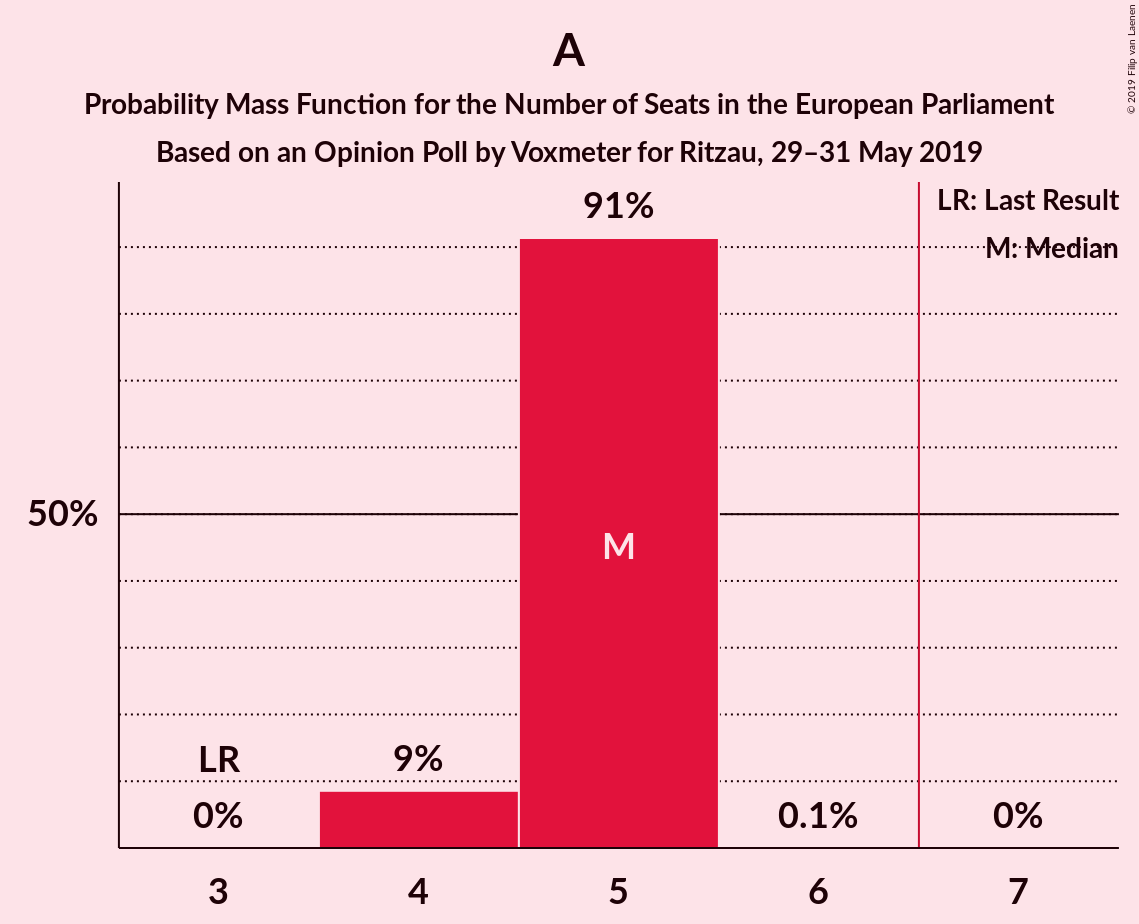 A
Probability Mass Function for the Number of Seats in the European Parliament
Based on an Opinion Poll by Voxmeter for Ritzau, 29–31 May 2019
© 2019 Filip van Laenen
LR: Last Result
M: Median
91%
50%
M
LR
9%
0%
0.1%
0%
3 4 5 6 7